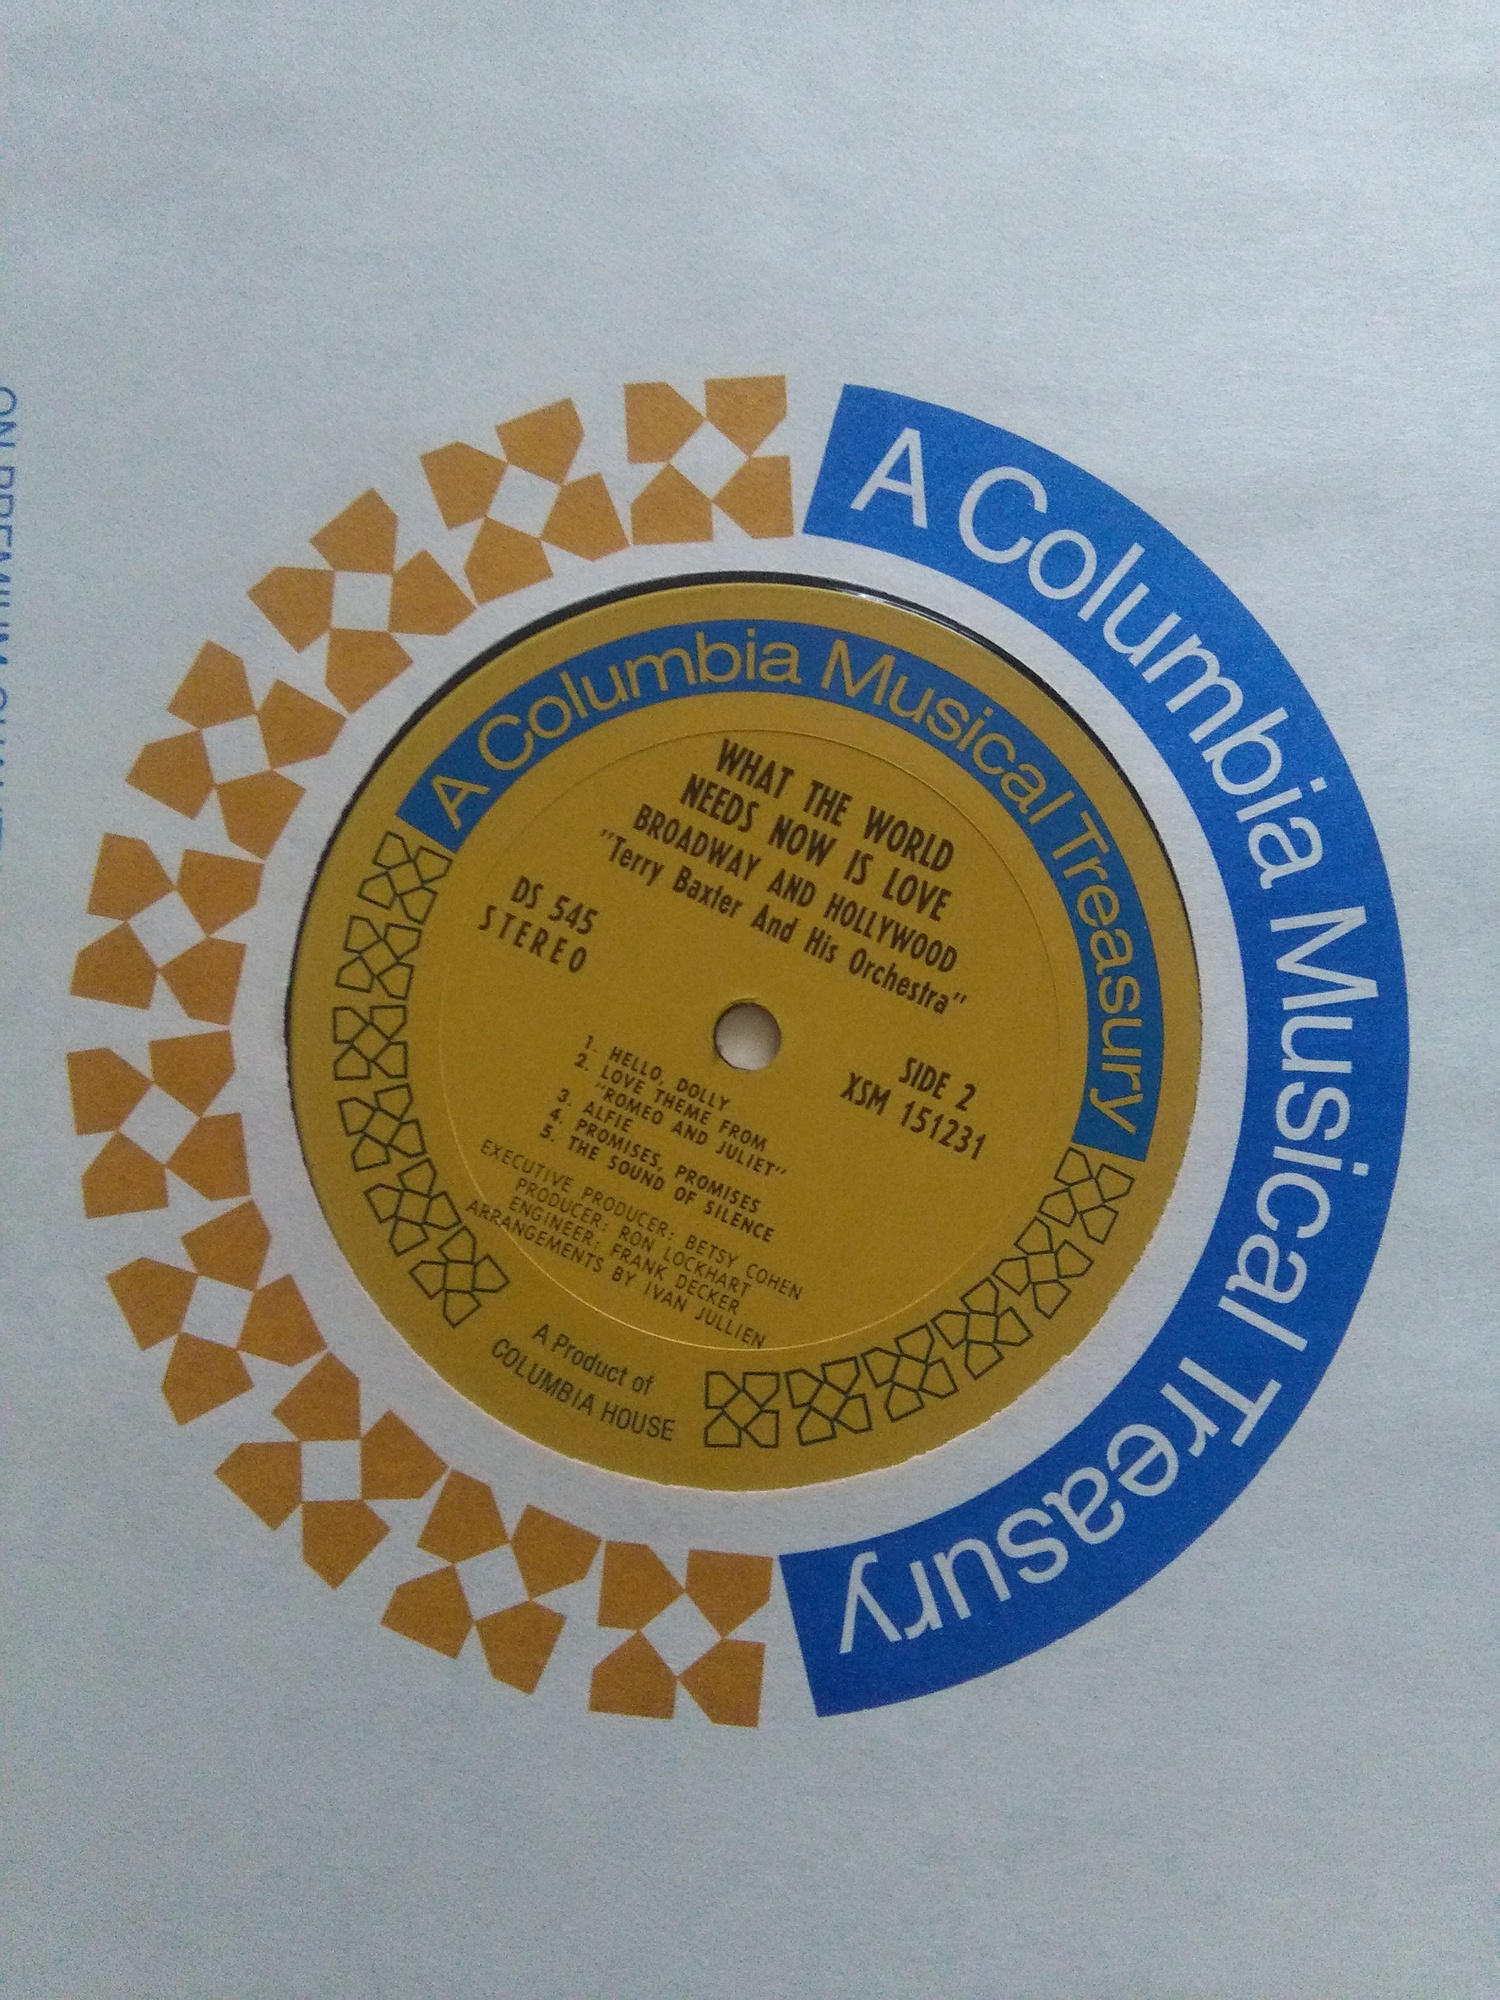 A Columbia Musical Treasury
A Columbia Musical Treasury
WHAT THE WORLD
NEEDS NOW IS LOVE
BROADWAY AND HOLLYWOOD
"Terry Baxter And His Orchestra"
DS 545
STEREO
SIDE 2
XSM 151231
1. HELLO, DOLLY
2. LOVE THEME FROM
"ROMEO AND JULIET"
3. ALFIE
4. PROMISES, PROMISES
5. THE SOUND OF SILENCE
EXECUTIVE PRODUCER: BETSY COHEN
PRODUCER: RON LOCKHART
ENGINEER: FRANK DECKER
ARRANGEMENTS BY IVAN JULLIEN
A Product of
COLUMBIA HOUSE
ON PREMIUM